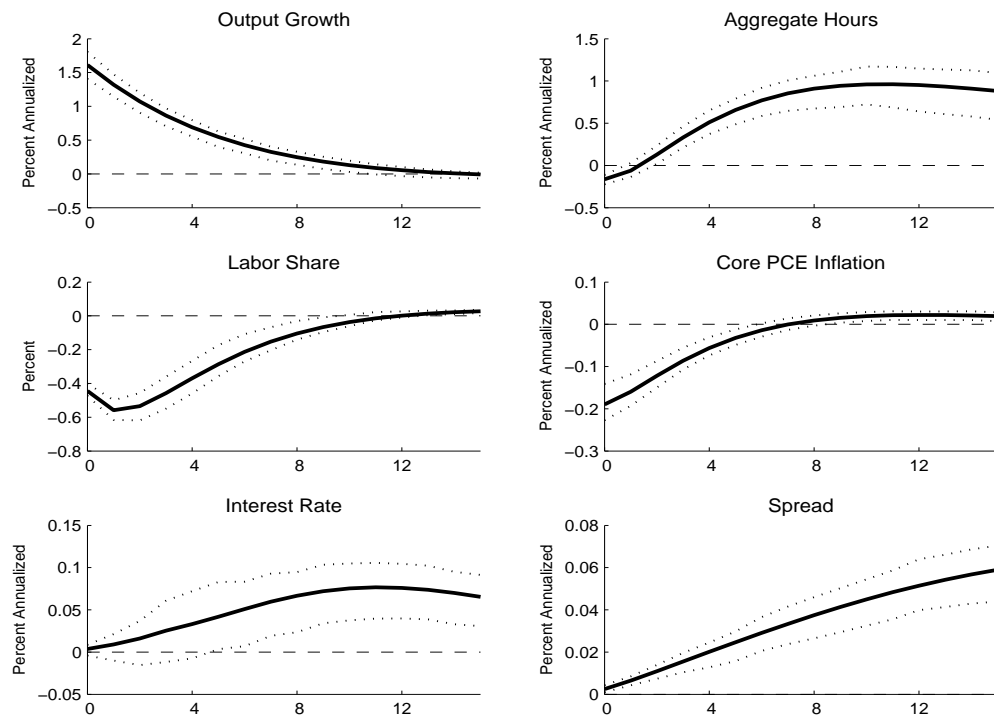 Output Growth
Percent Annualized
2
1.5
1
0.5
0
−0.5
0 4 8 12
Aggregate Hours
Percent Annualized
1.5
1
0.5
0
−0.5
0 4 8 12
Labor Share
Percent
0.2
0
−0.2
−0.4
−0.6
−0.8
0 4 8 12
Core PCE Inflation
Percent Annualized
0.1
0
−0.1
−0.2
−0.3
0 4 8 12
Interest Rate
Percent Annualized
0.15
0.1
0.05
0
−0.05
0 4 8 12
Spread
Percent Annualized
0.08
0.06
0.04
0.02
0
0 4 8 12